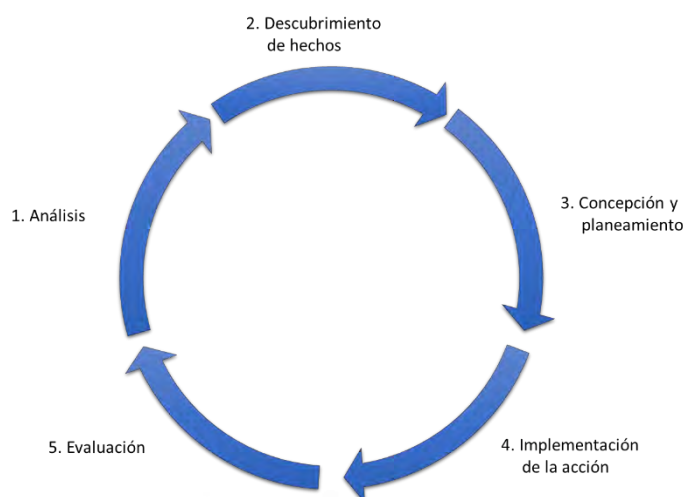 2. Descubrimiento
de hechos
1. Análisis
3. Concepción y
planeamiento
5. Evaluación
4. Implementación
de la acción